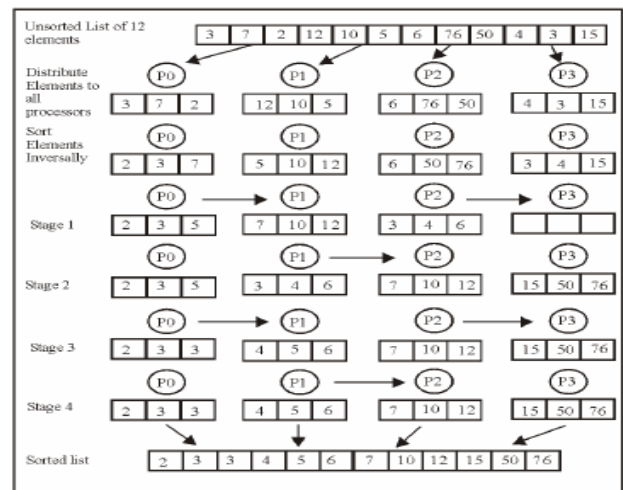 Unsorted List of 12
elements
3 7 2 12 10 5 6 76 50 4 3 15
Distribute
Elements to
all
processors
P0 P1 P2 P3
3 7 2 12 10 5 6 76 50 4 3 15
Sort
Elements
Inversally
P0 P1 P2 P3
2 3 7 5 10 12 6 50 76 3 4 15
P0 P1 P2 P3
Stage 1 2 3 5 7 10 12 3 4 6
P0 P1 P2 P3
Stage 2 2 3 5 3 4 6 7 10 12 15 50 76
P0 P1 P2 P3
Stage 3 2 3 3 4 5 6 7 10 12 15 50 76
P0 P1 P2 P3
Stage 4 2 3 3 4 5 6 7 10 12 15 50 76
Sorted list 2 3 3 4 5 6 7 10 12 15 50 76